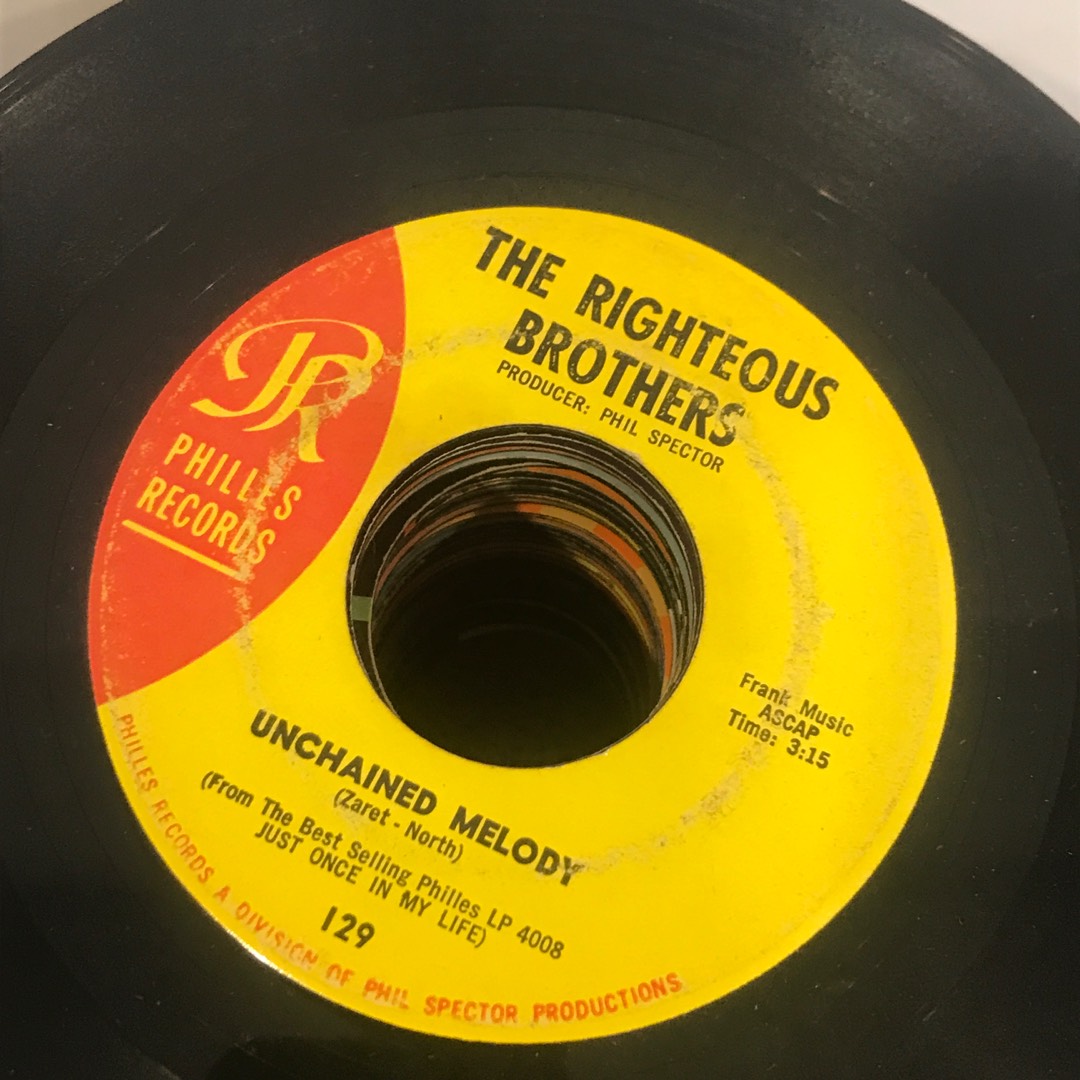 THE RIGHTEOUS
BROTHERS
PRODUCER: PHIL SPECTOR
PR
PHILLES
RECORDS
Frank Music
ASCAP
Time: 3:15
UNCHAINED MELODY
(Zaret - North)
(From The Best Selling Philles LP 4008
JUST ONCE IN MY LIFE)
129
PHILLES RECORDS A DIVISION OF PHIL SPECTOR PRODUCTIONS